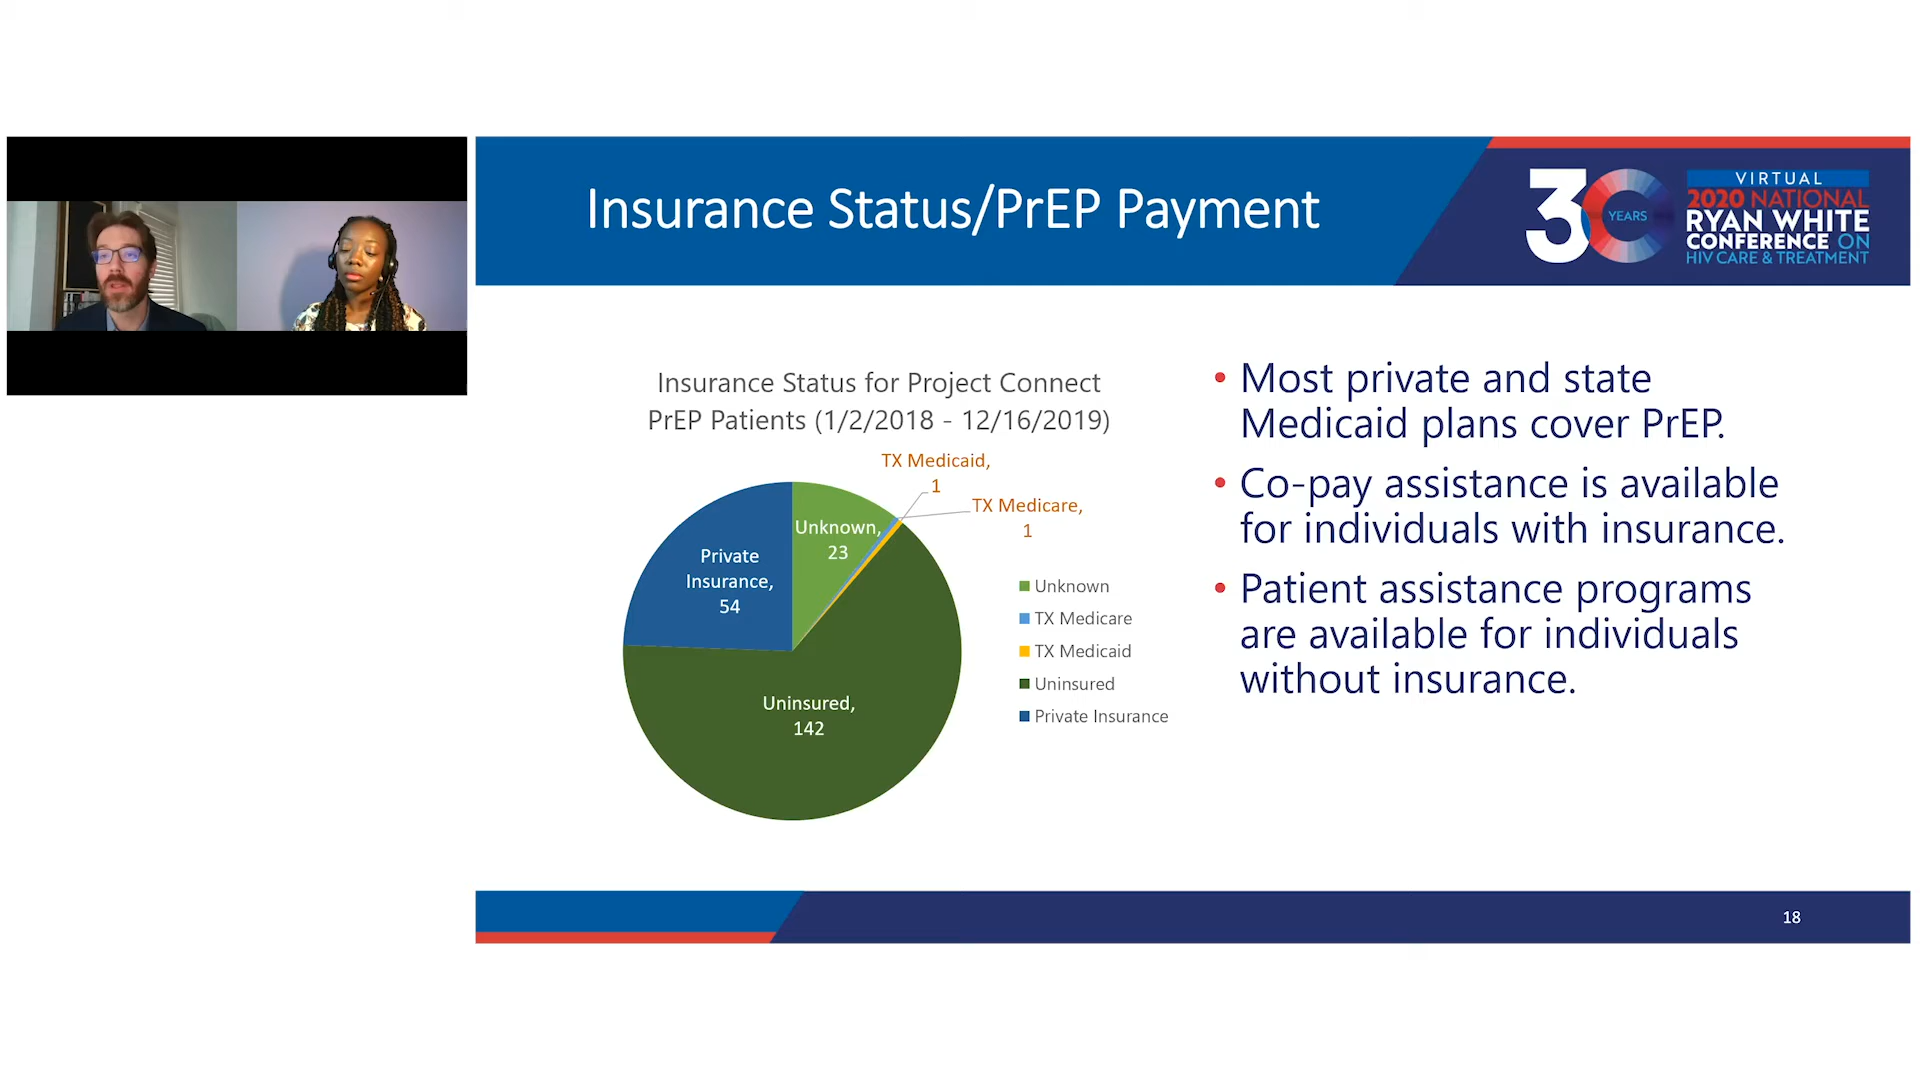 Insurance Status/PrEP Payment
30 YEARS
VIRTUAL
2020 NATIONAL
RYAN WHITE
CONFERENCE ON
HIV CARE & TREATMENT
Insurance Status for Project Connect
PrEP Patients (1/2/2018 - 12/16/2019)
TX Medicaid,
1
TX Medicare,
1
Unknown,
23
Private
Insurance,
54
Uninsured,
142
Unknown
TX Medicare
TX Medicaid
Uninsured
Private Insurance
• Most private and state
Medicaid plans cover PrEP.
• Co-pay assistance is available
for individuals with insurance.
• Patient assistance programs
are available for individuals
without insurance.
18